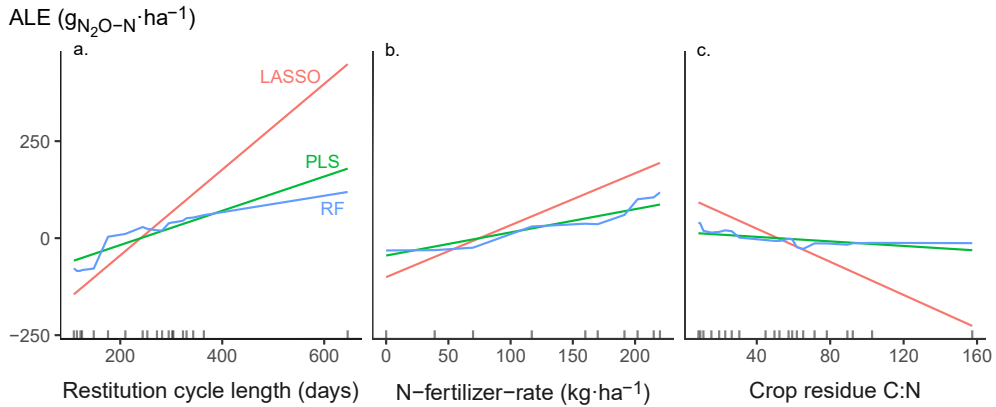 ALE (gN₂O−N·ha⁻¹)
a.
b.
c.
LASSO
PLS
RF
250
0
−250
200
400
600
0
50
100
150
200
40
80
120
160
Restitution cycle length (days)
N−fertilizer−rate (kg·ha⁻¹)
Crop residue C:N